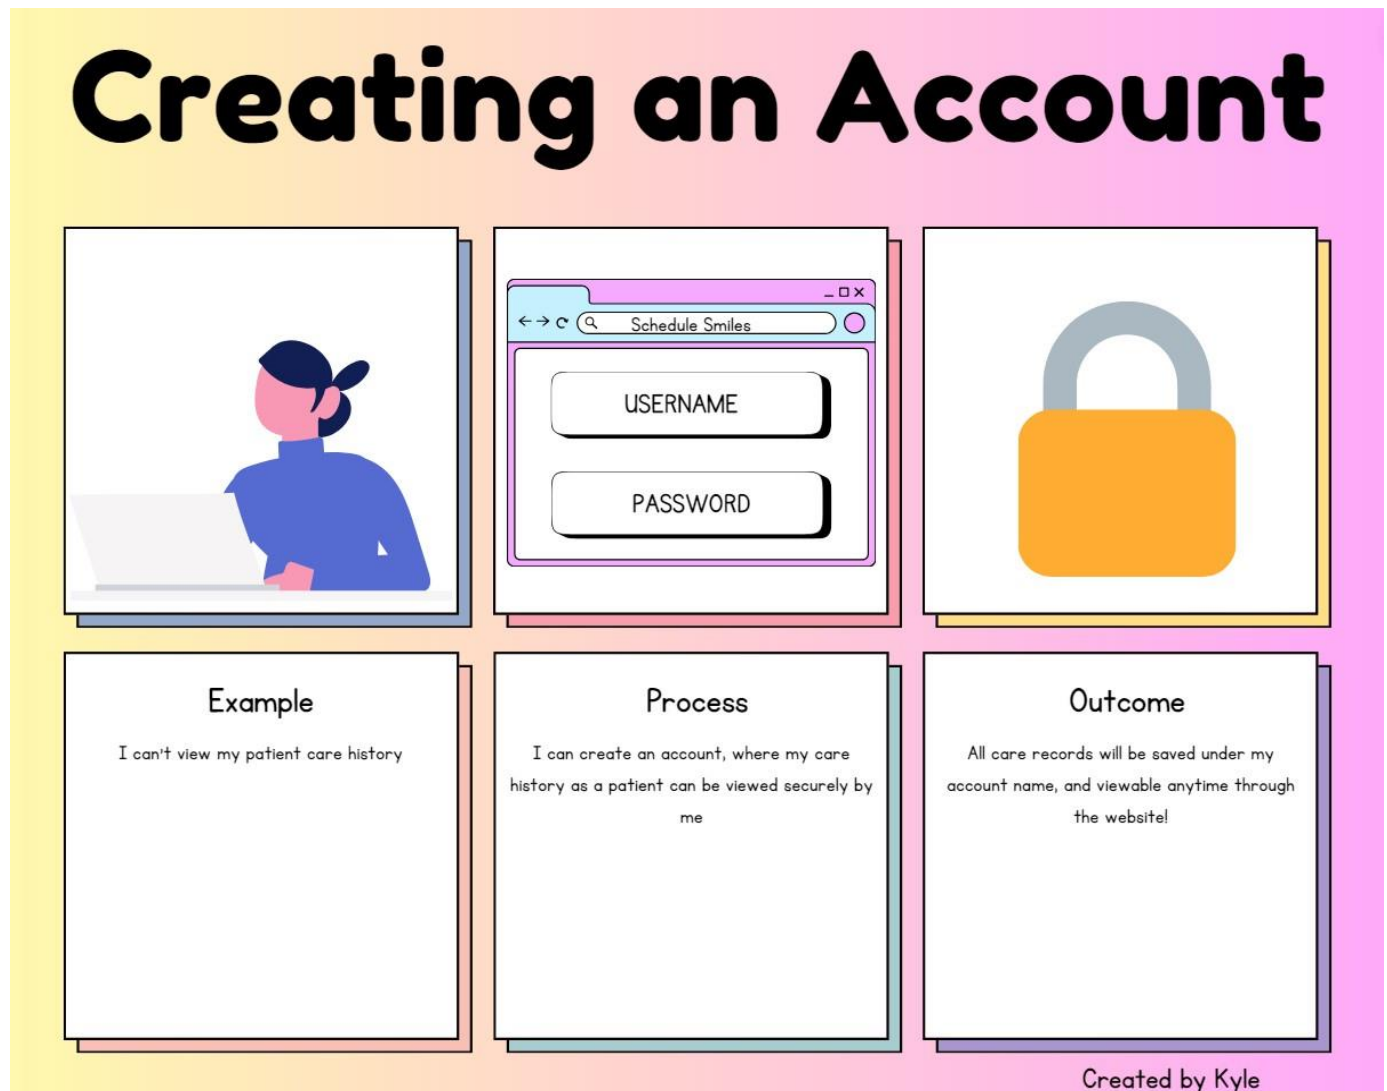 Creating an Account
Schedule Smiles
USERNAME
PASSWORD
Example
I can't view my patient care history
Process
I can create an account, where my care
history as a patient can be viewed securely by
me
Outcome
All care records will be saved under my
account name, and viewable anytime through
the website!
Created by Kyle